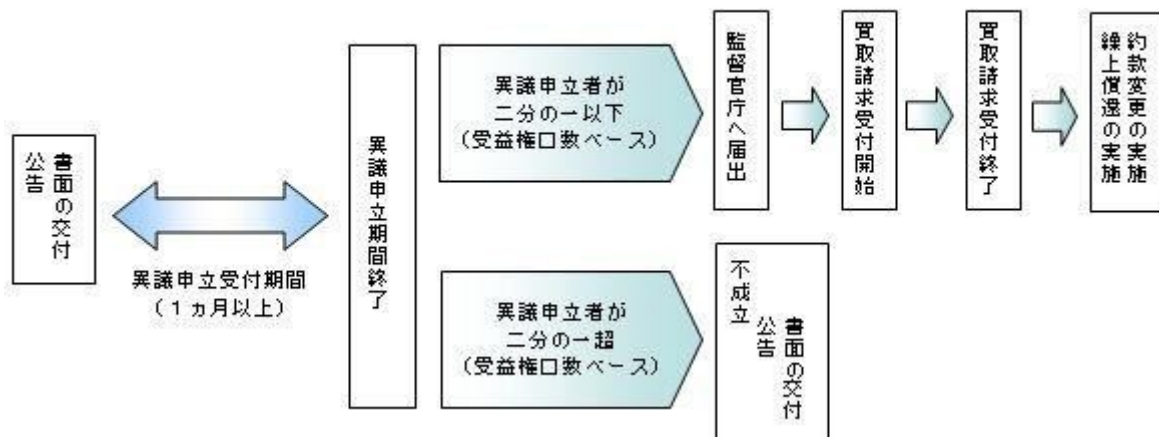 書面の交付
公告
異議申立受付期間
(1ヵ月以上)
異議申立期間終了
異議申立者が
二分の一以下
(受益権口数ベース)
監督官庁へ届出
買取請求受付開始
買取請求受付終了
約款変更の実施
繰上償還の実施
異議申立者が
二分の一超
(受益権口数ベース)
不成立
書面の交付
公告